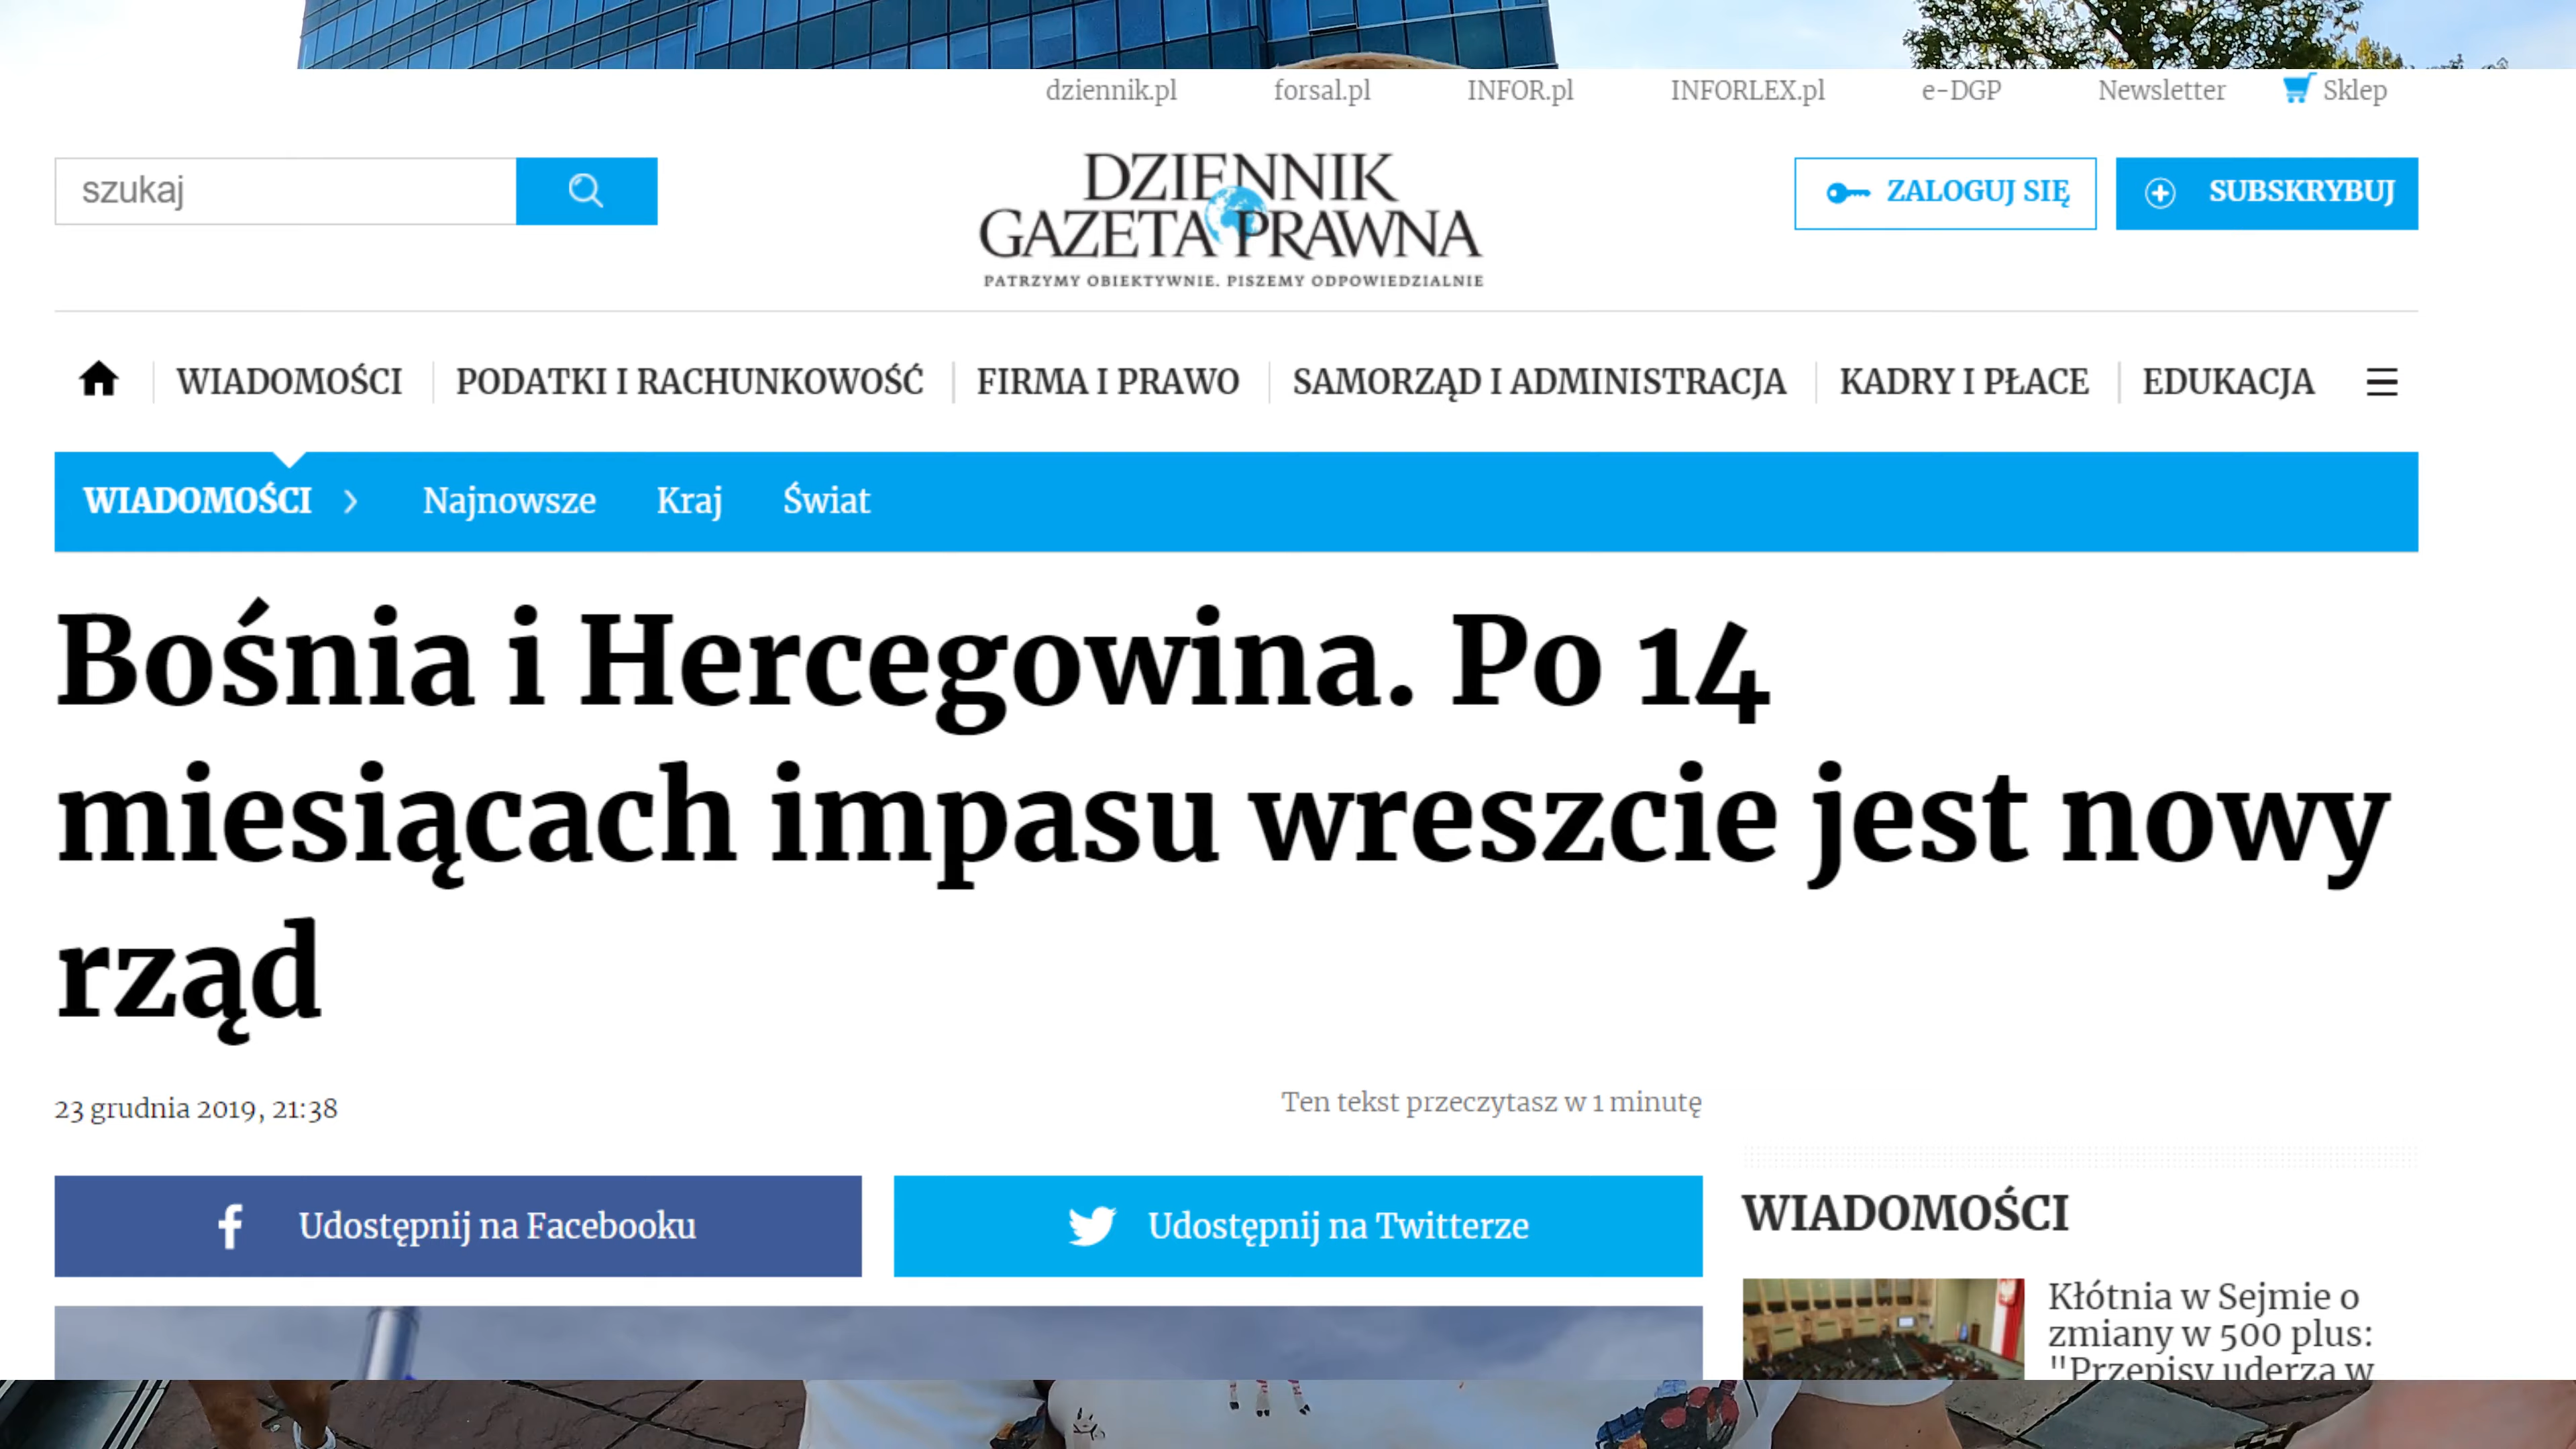 dziennik.pl forsal.pl INFOR.pl INFORLEX.pl e-DGP Newsletter Sklep
szukaj
DZIENNIK
GAZETA PRAWNA
PATRZYMY OBIEKTYWNIE. PISZEMY ODPOWIEDZIALNIE
ZALOGUJ SIĘ
SUBSKRYBUJ
WIADOMOŚCI PODATKI I RACHUNKOWOŚĆ FIRMA I PRAWO SAMORZĄD I ADMINISTRACJA KADRY I PŁACE EDUKACJA
WIADOMOŚCI Najnowsze Kraj Świat
Bośnia i Hercegowina. Po 14
miesiącach impasu wreszcie jest nowy
rząd
23 grudnia 2019, 21:38
Ten tekst przeczytasz w 1 minutę
Udostępnij na Facebooku
Udostępnij na Twitterze
WIADOMOŚCI
Kłótnia w Sejmie o
zmiany w 500 plus:
"Przepisy uderzą w